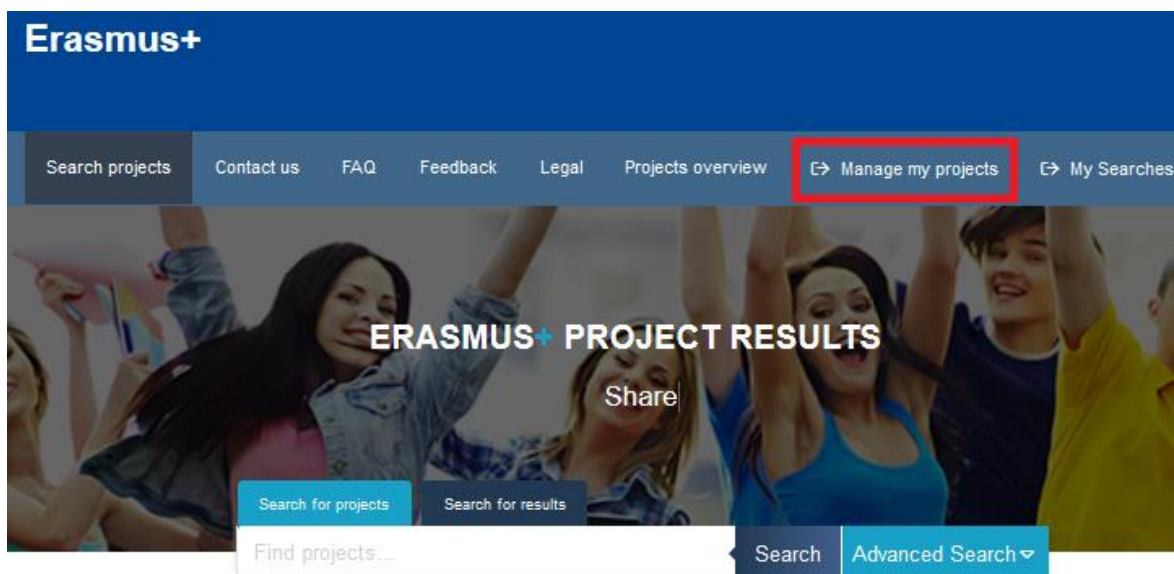 Erasmus+
Search projects Contact us FAQ Feedback Legal Projects overview Manage my projects My Searches
ERASMUS+ PROJECT RESULTS
Share
Search for projects Search for results
Find projects... Search Advanced Search